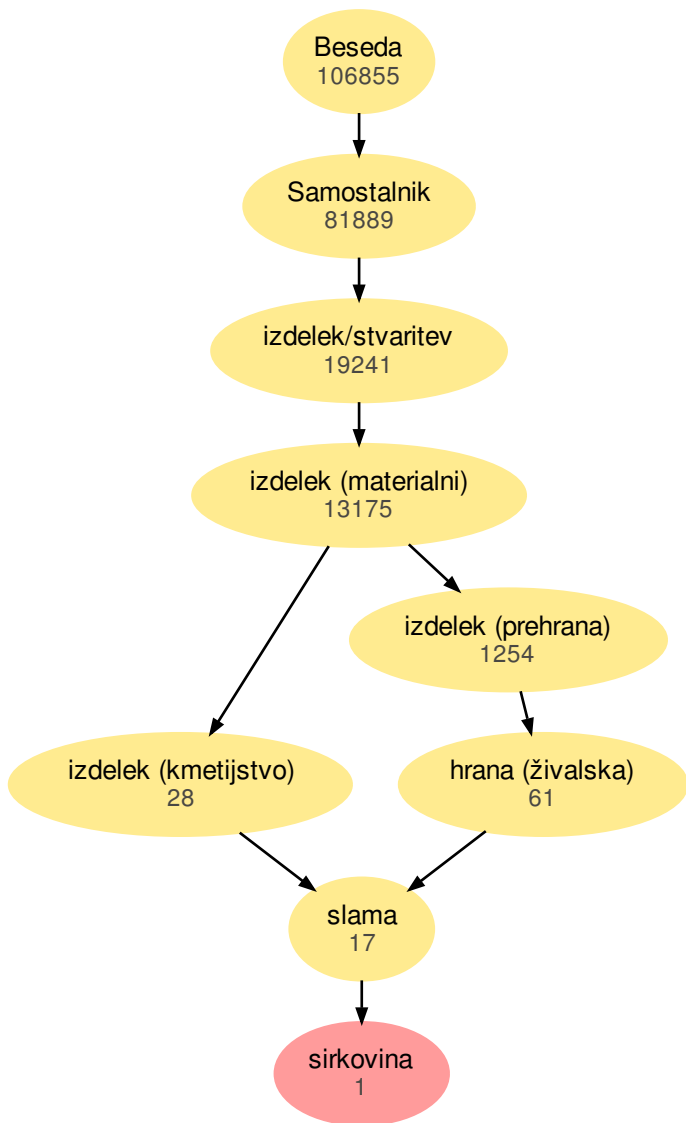 Beseda
106855
Samostalnik
81889
izdelek/stvaritev
19241
izdelek (materialni)
13175
izdelek (prehrana)
1254
izdelek (kmetijstvo)
28
hrana (živalska)
61
slama
17
sirkovina
1